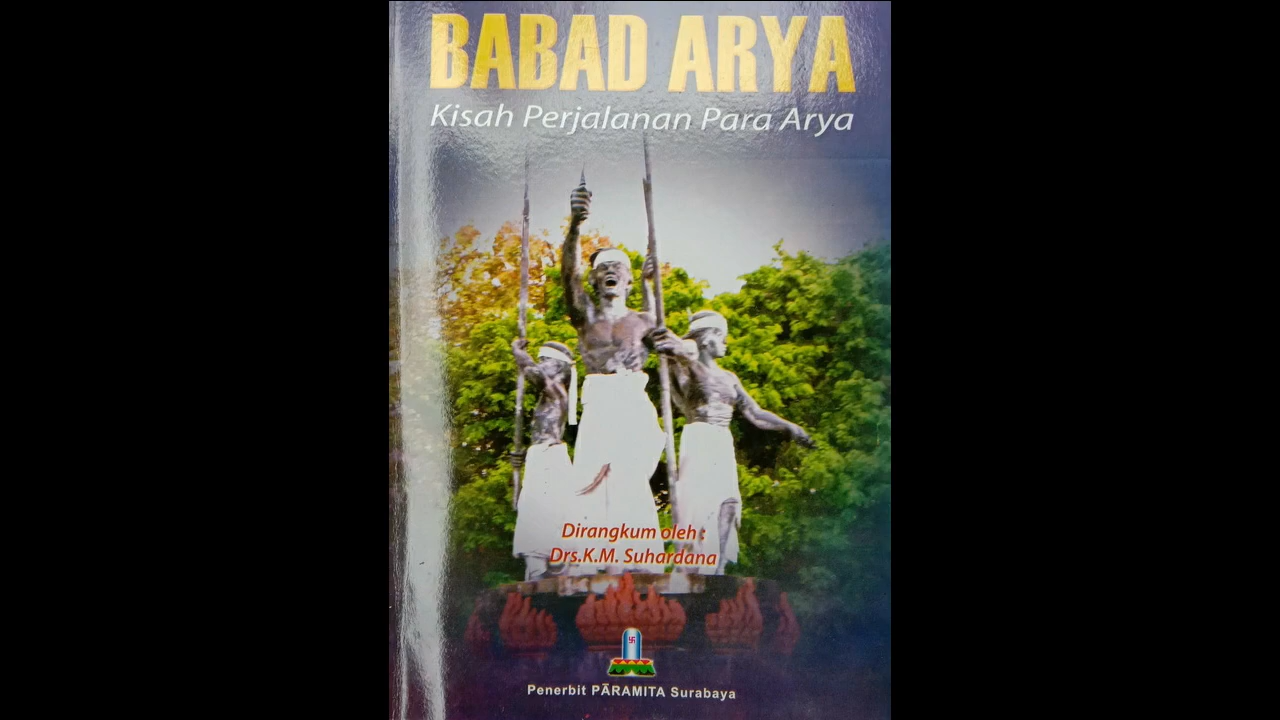 BABAD ARYA
Kisah Perjalanan Para Arya
Dirangkum oleh :
Drs.K.M. Suhardana
Penerbit PĀRAMITA Surabaya